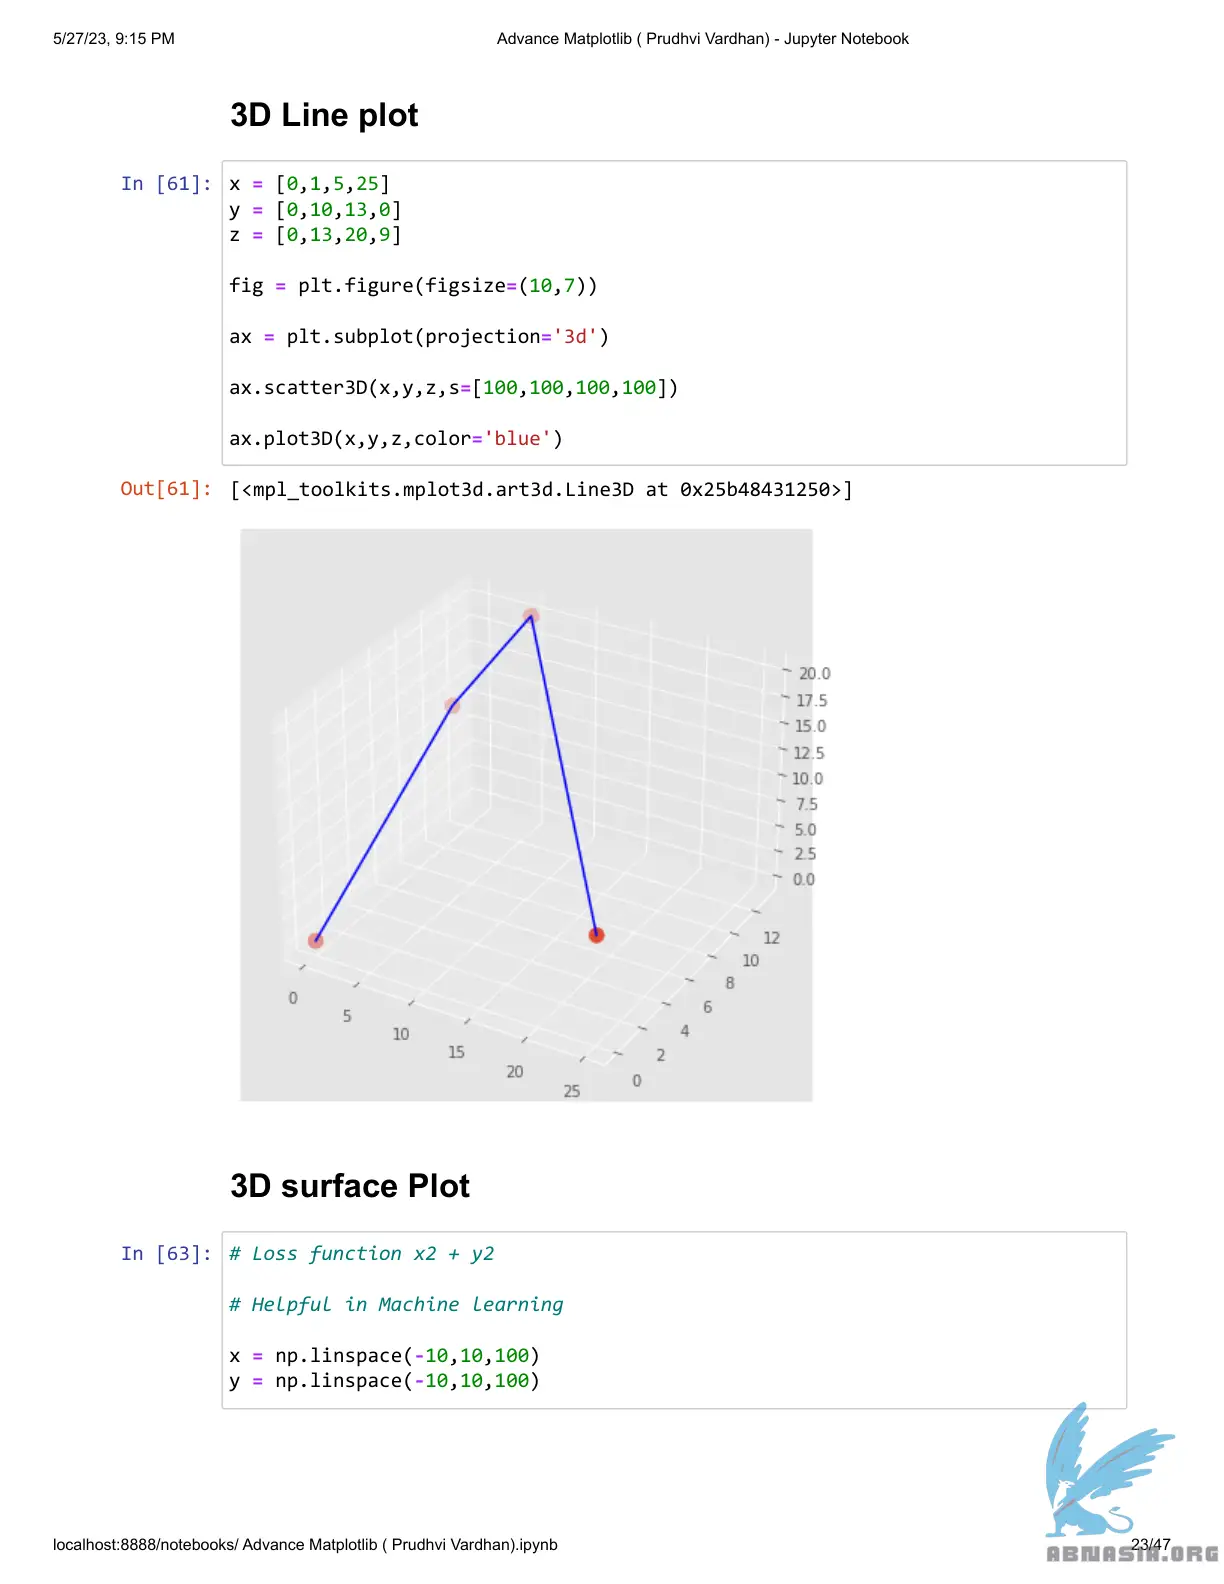 5/27/23, 9:15 PM
Advance Matplotlib ( Prudhvi Vardhan) - Jupyter Notebook
3D Line plot
In [61]:
x = [0,1,5,25]
y = [0,10,13,0]
z = [0,13,20,9]
fig = plt.figure(figsize=(10,7))
ax = plt.subplot(projection='3d')
ax.scatter3D(x,y,z,s=[100,100,100,100])
ax.plot3D(x,y,z,color='blue')
Out[61]:
[<mpl_toolkits.mplot3d.art3d.Line3D at 0x25b48431250>]
20.0
17.5
15.0
12.5
10.0
7.5
5.0
2.5
0.0
12
10
8
6
4
2
0
0
5
10
15
20
25
3D surface Plot
In [63]:
# Loss function x2 + y2
# Helpful in Machine learning
x = np.linspace(-10,10,100)
y = np.linspace(-10,10,100)
localhost:8888/notebooks/ Advance Matplotlib ( Prudhvi Vardhan).ipynb
23/47
ABNASIA.ORG